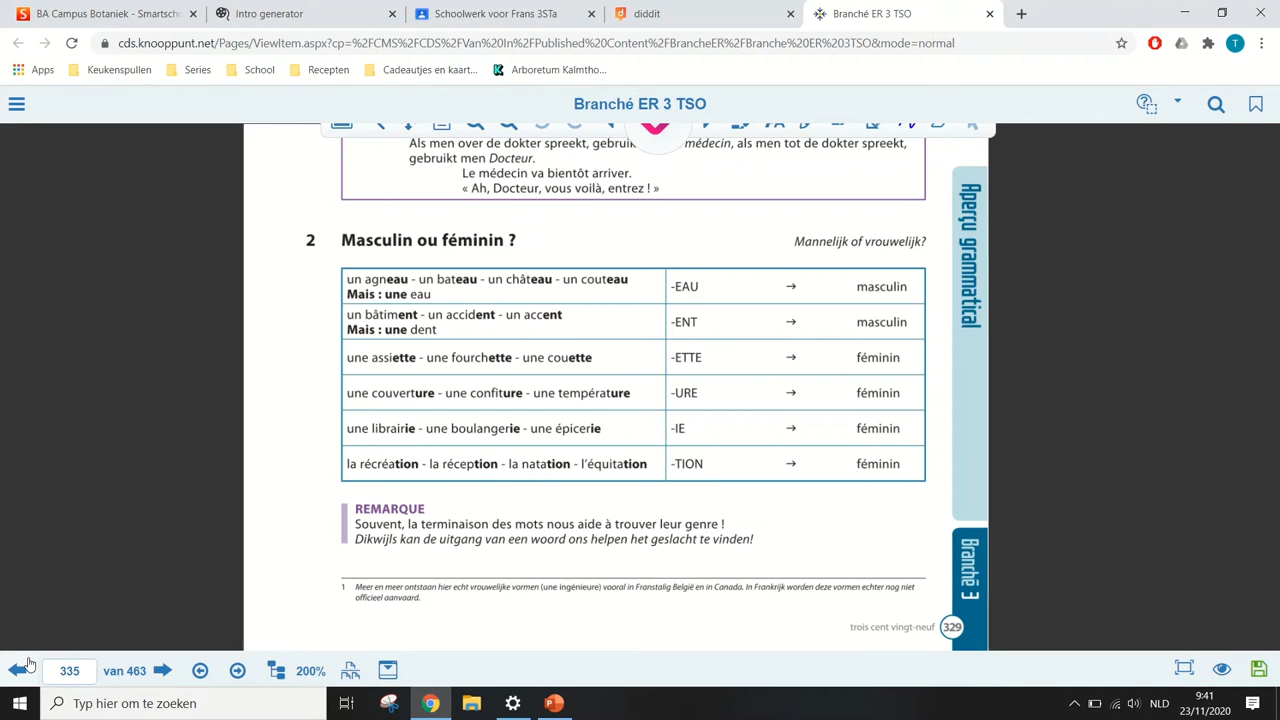 BA Campus Botaniek - Smartscho
Intro generator
Schoolwerk voor Frans 3STa
diddit
Branché ER 3 TSO
cds.knooppunt.net/Pages/ViewItem.aspx?cp=%2FCMS%2FCDS%2FVan%20In%2FPublished%20Content%2FBrancheER%2FBranche%20ER%203TSO&mode=normal
T
Apps
Keukenspullen
Series
School
Recepten
Cadeautjes en kaart...
Arboretum Kalmtho...
Branché ER 3 TSO
Als men over de dokter spreekt, gebruik médecin, als men tot de dokter spreekt,
gebruikt men Docteur.
Le médecin va bientôt arriver.
« Ah, Docteur, vous voilà, entrez ! »
2 Masculin ou féminin ? Mannelijk of vrouwelijk?
un agneau - un bateau - un château - un couteau
Mais : une eau
-EAU → masculin
un bâtiment - un accident - un accent
Mais : une dent
-ENT → masculin
une assiette - une fourchette - une couette -ETTE → féminin
une couverture - une confiture - une température -URE → féminin
une librairie - une boulangerie - une épicerie -IE → féminin
la récréation - la réception - la natation - l'équitation -TION → féminin
REMARQUE
Souvent, la terminaison des mots nous aide à trouver leur genre !
Dikwijls kan de uitgang van een woord ons helpen het geslacht te vinden!
1 Meer en meer ontstaan hier echt vrouwelijke vormen (une ingénieure) vooral in Franstalig België en in Canada. In Frankrijk worden deze vormen echter nog niet
officieel aanvaard.
trois cent vingt-neuf 329
Aperçu grammatical
Branché 3
335 van 463
200%
Typ hier om te zoeken
NLD
9:41
23/11/2020